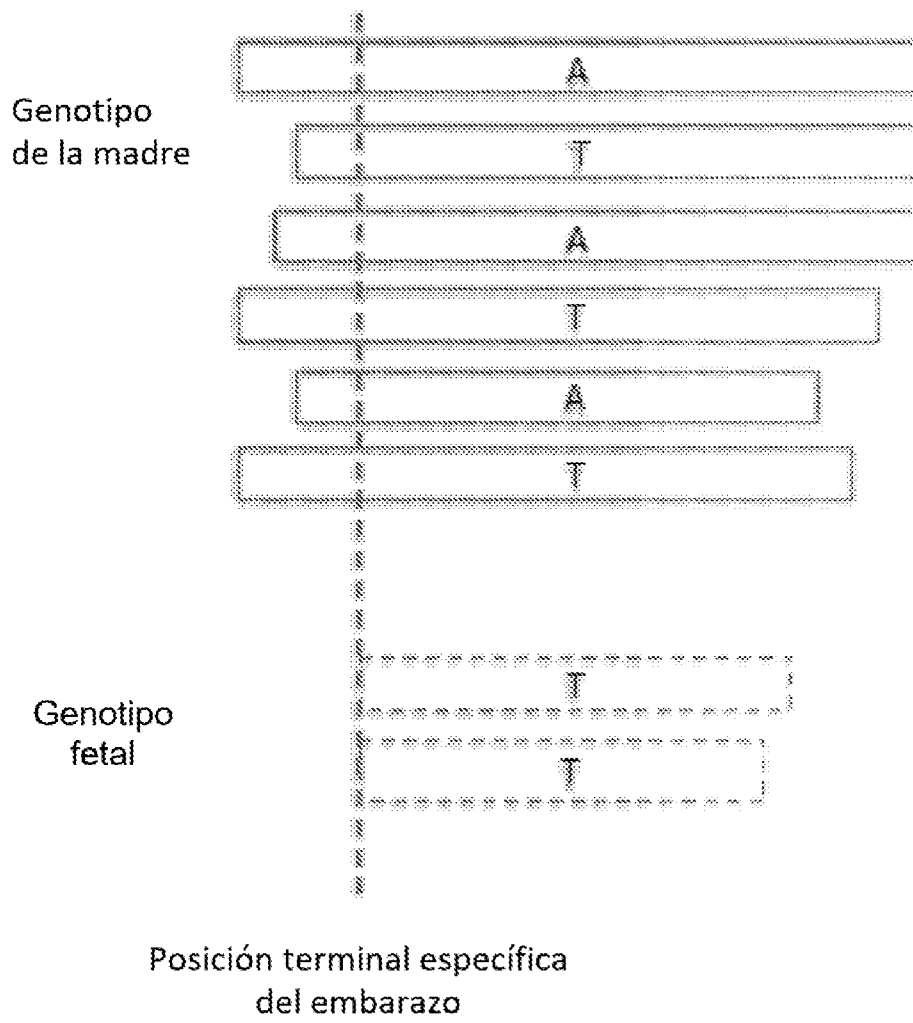 A
Genotipo
de la madre
T
A
T
A
T
T
Genotipo
fetal
T
Posición terminal específica
del embarazo